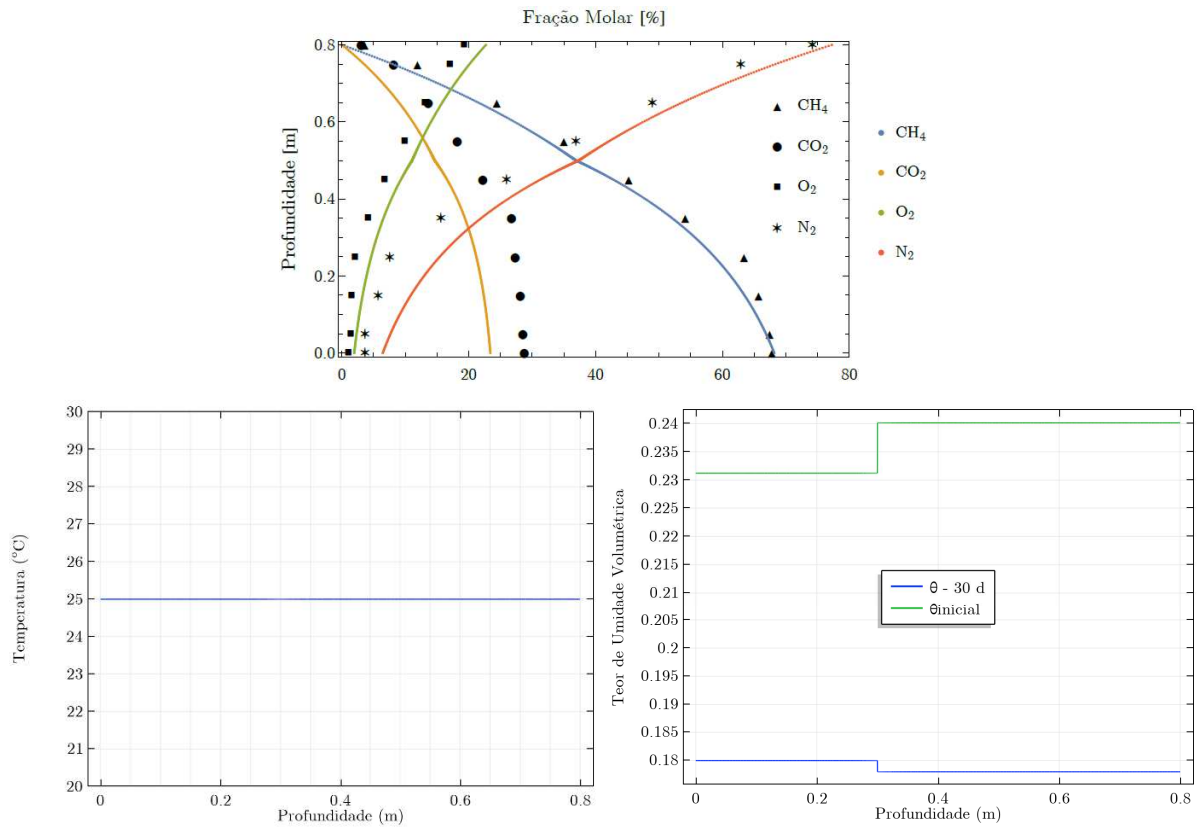 Fração Molar [%]
0.8
0.6
0.4
0.2
0.0
Profundidade [m]
0 20 40 60 80
CH4
CO2
O2
N2
CH4
CO2
O2
N2
30
29
28
27
26
25
24
23
22
21
20
Temperatura (°C)
0 0.2 0.4 0.6 0.8
Profundidade (m)
0.24
0.235
0.23
0.225
0.22
0.215
0.21
0.205
0.2
0.195
0.19
0.185
0.18
Teor de Umidade Volumétrica
θ - 30 d
θinicial
0 0.2 0.4 0.6 0.8
Profundidade (m)